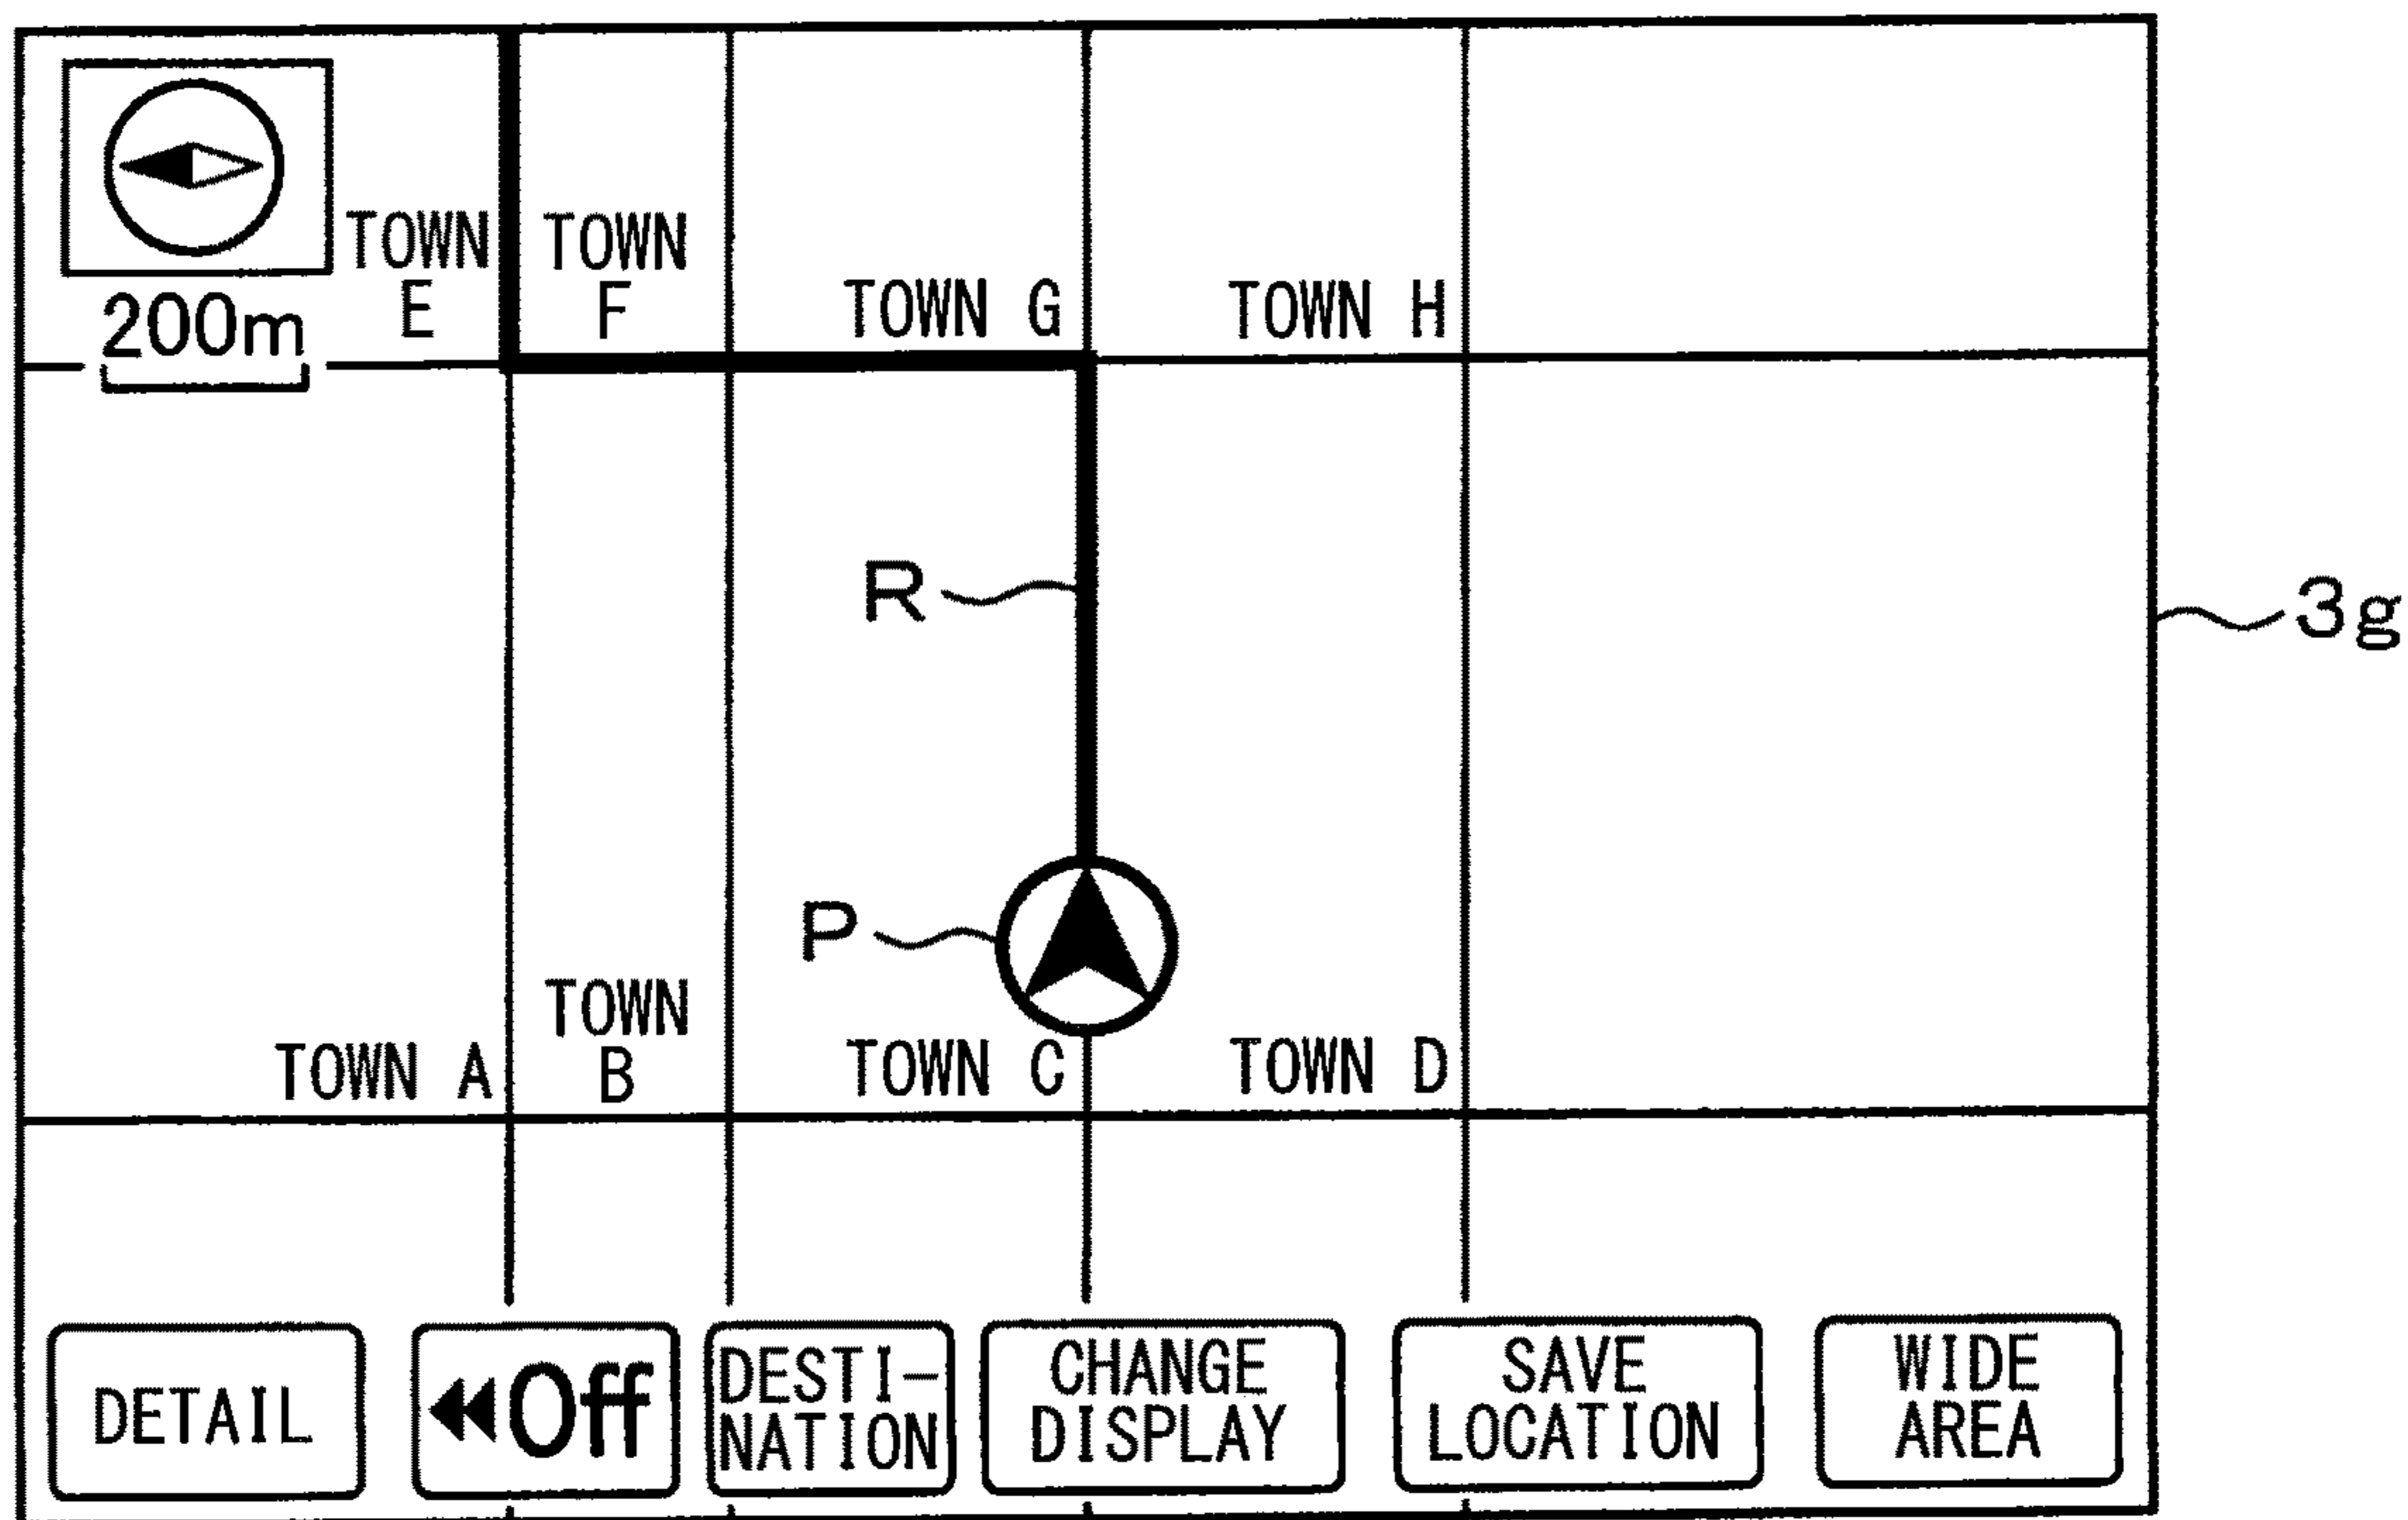 TOWN
E
TOWN
F
TOWN G
TOWN H
200m
R
3g
P
TOWN A
TOWN
B
TOWN C
TOWN D
DETAIL
Off
DESTI-
NATION
CHANGE
DISPLAY
SAVE
LOCATION
WIDE
AREA